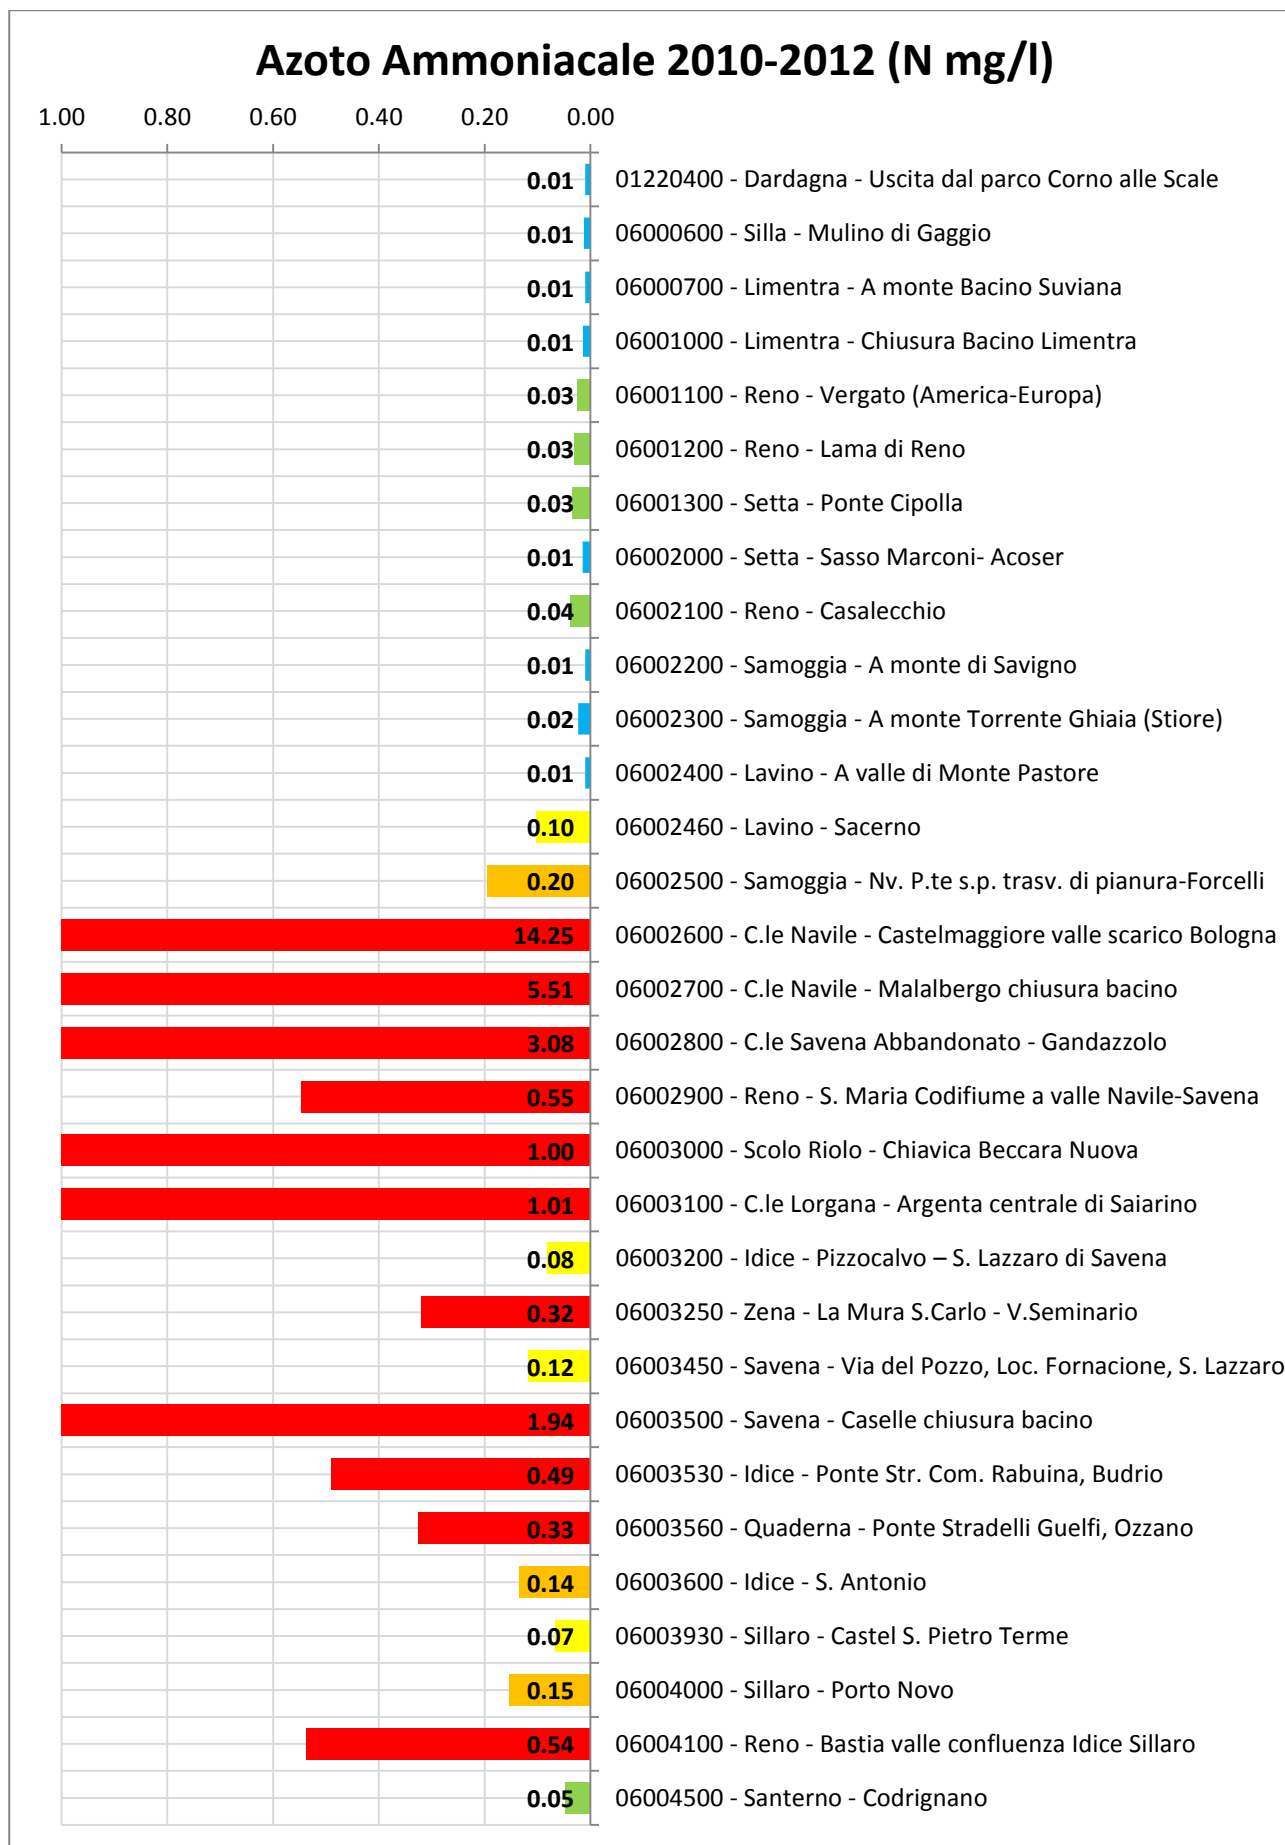 Azoto Ammoniacale 2010-2012 (N mg/l)
1.00 0.80 0.60 0.40 0.20 0.00
0.01 01220400 - Dardagna - Uscita dal parco Corno alle Scale
0.01 06000600 - Silla - Mulino di Gaggio
0.01 06000700 - Limentra - A monte Bacino Suviana
0.01 06001000 - Limentra - Chiusura Bacino Limentra
0.03 06001100 - Reno - Vergato (America-Europa)
0.03 06001200 - Reno - Lama di Reno
0.03 06001300 - Setta - Ponte Cipolla
0.01 06002000 - Setta - Sasso Marconi- Acoser
0.04 06002100 - Reno - Casalecchio
0.01 06002200 - Samoggia - A monte di Savigno
0.02 06002300 - Samoggia - A monte Torrente Ghiaia (Stiore)
0.01 06002400 - Lavino - A valle di Monte Pastore
0.10 06002460 - Lavino - Sacerno
0.20 06002500 - Samoggia - Nv. P.te s.p. trasv. di pianura-Forcelli
14.25 06002600 - C.le Navile - Castelmaggiore valle scarico Bologna
5.51 06002700 - C.le Navile - Malalbergo chiusura bacino
3.08 06002800 - C.le Savena Abbandonato - Gandazzolo
0.55 06002900 - Reno - S. Maria Codifiume a valle Navile-Savena
1.00 06003000 - Scolo Riolo - Chiavica Beccara Nuova
1.01 06003100 - C.le Lorgana - Argenta centrale di Saiarino
0.08 06003200 - Idice - Pizzocalvo – S. Lazzaro di Savena
0.32 06003250 - Zena - La Mura S.Carlo - V.Seminario
0.12 06003450 - Savena - Via del Pozzo, Loc. Fornacione, S. Lazzaro
1.94 06003500 - Savena - Caselle chiusura bacino
0.49 06003530 - Idice - Ponte Str. Com. Rabuina, Budrio
0.33 06003560 - Quaderna - Ponte Stradelli Guelfi, Ozzano
0.14 06003600 - Idice - S. Antonio
0.07 06003930 - Sillaro - Castel S. Pietro Terme
0.15 06004000 - Sillaro - Porto Novo
0.54 06004100 - Reno - Bastia valle confluenza Idice Sillaro
0.05 06004500 - Santerno - Codrignano